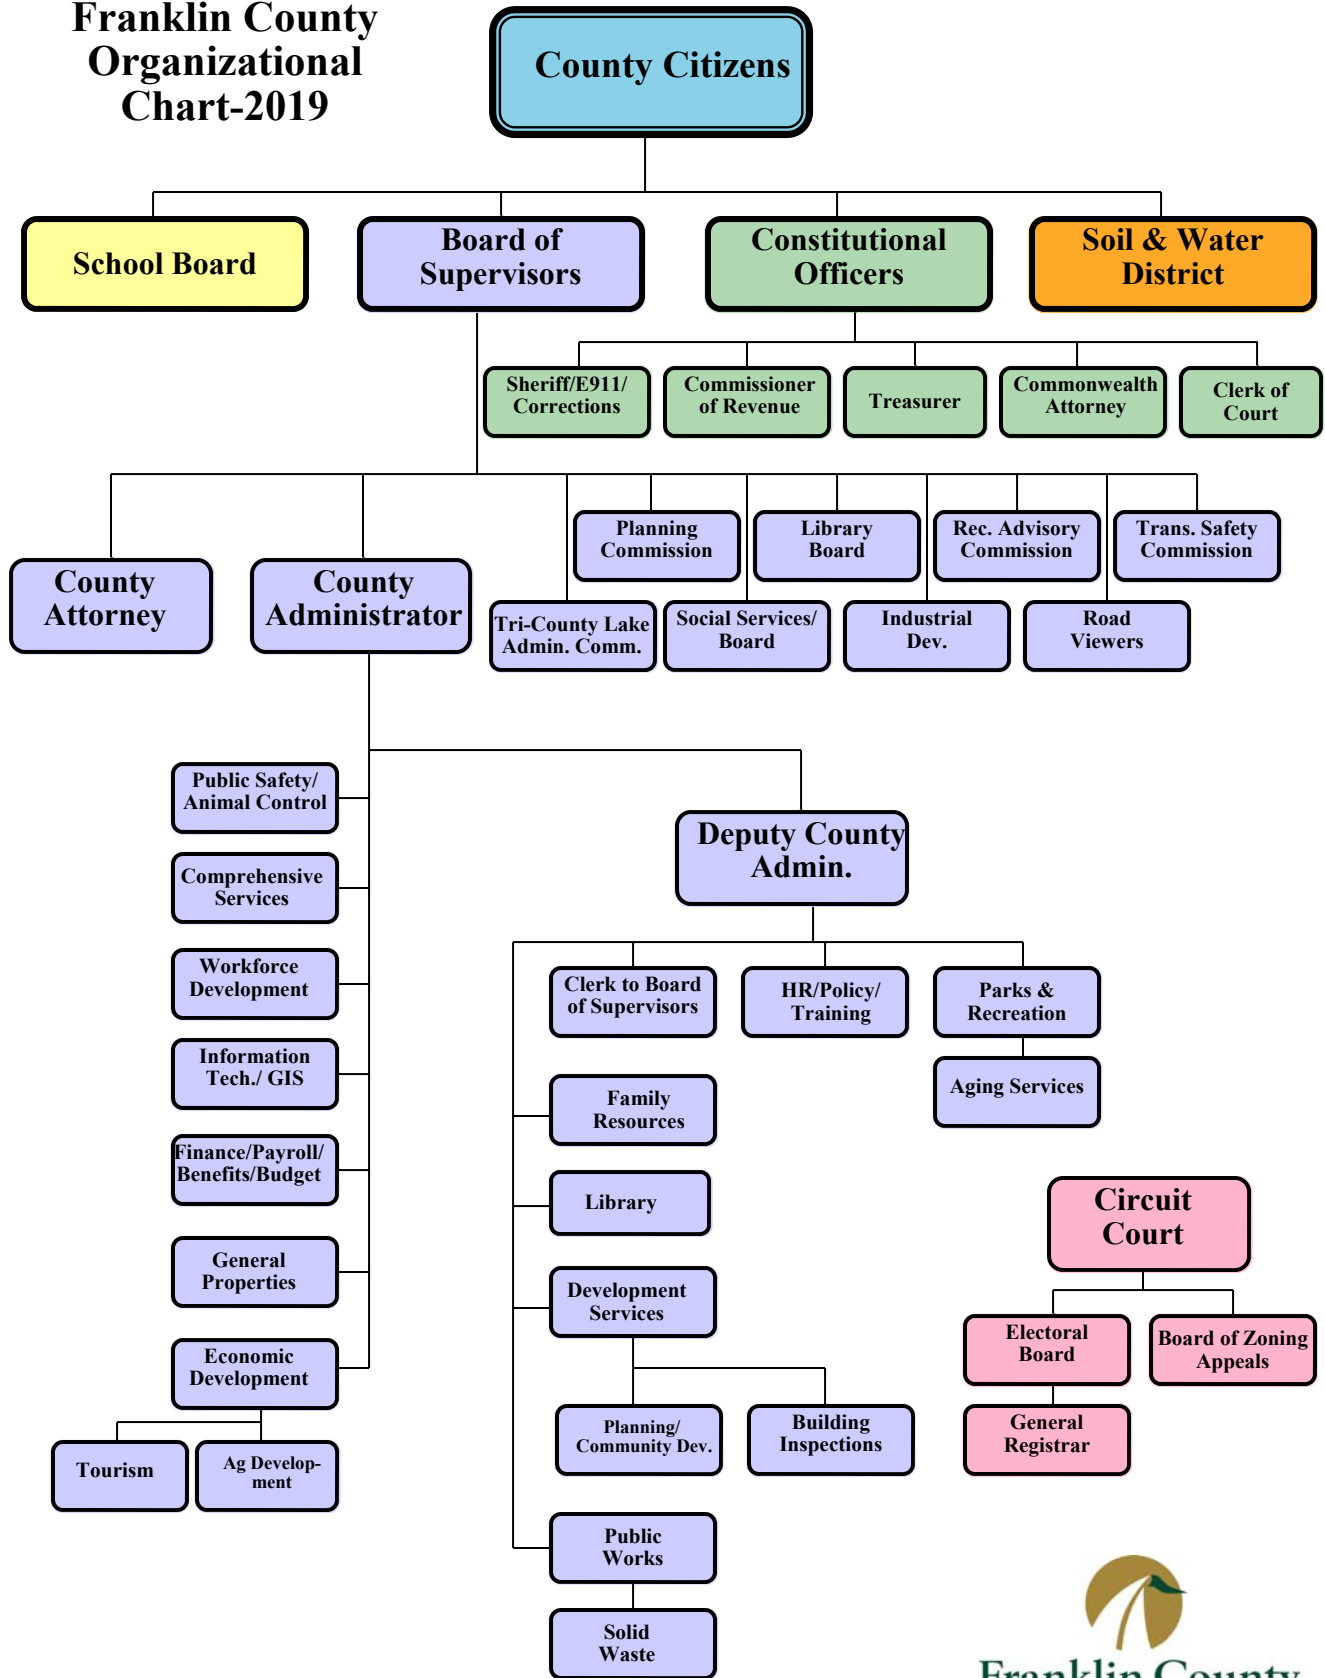 Franklin County
Organizational
Chart-2019
County Citizens
School Board
Board of
Supervisors
Constitutional
Officers
Soil & Water
District
Sheriff/E911/
Corrections
Commissioner
of Revenue
Treasurer
Commonwealth
Attorney
Clerk of
Court
Planning
Commission
Library
Board
Rec. Advisory
Commission
Trans. Safety
Commission
County
Attorney
County
Administrator
Tri-County Lake
Admin. Comm.
Social Services/
Board
Industrial
Dev.
Road
Viewers
Public Safety/
Animal Control
Comprehensive
Services
Workforce
Development
Information
Tech./ GIS
Finance/Payroll/
Benefits/Budget
General
Properties
Economic
Development
Tourism
Ag Develop-
ment
Deputy County
Admin.
Clerk to Board
of Supervisors
HR/Policy/
Training
Parks &
Recreation
Aging Services
Family
Resources
Library
Development
Services
Planning/
Community Dev.
Building
Inspections
Public
Works
Solid
Waste
Circuit
Court
Electoral
Board
Board of Zoning
Appeals
General
Registrar
Franklin County